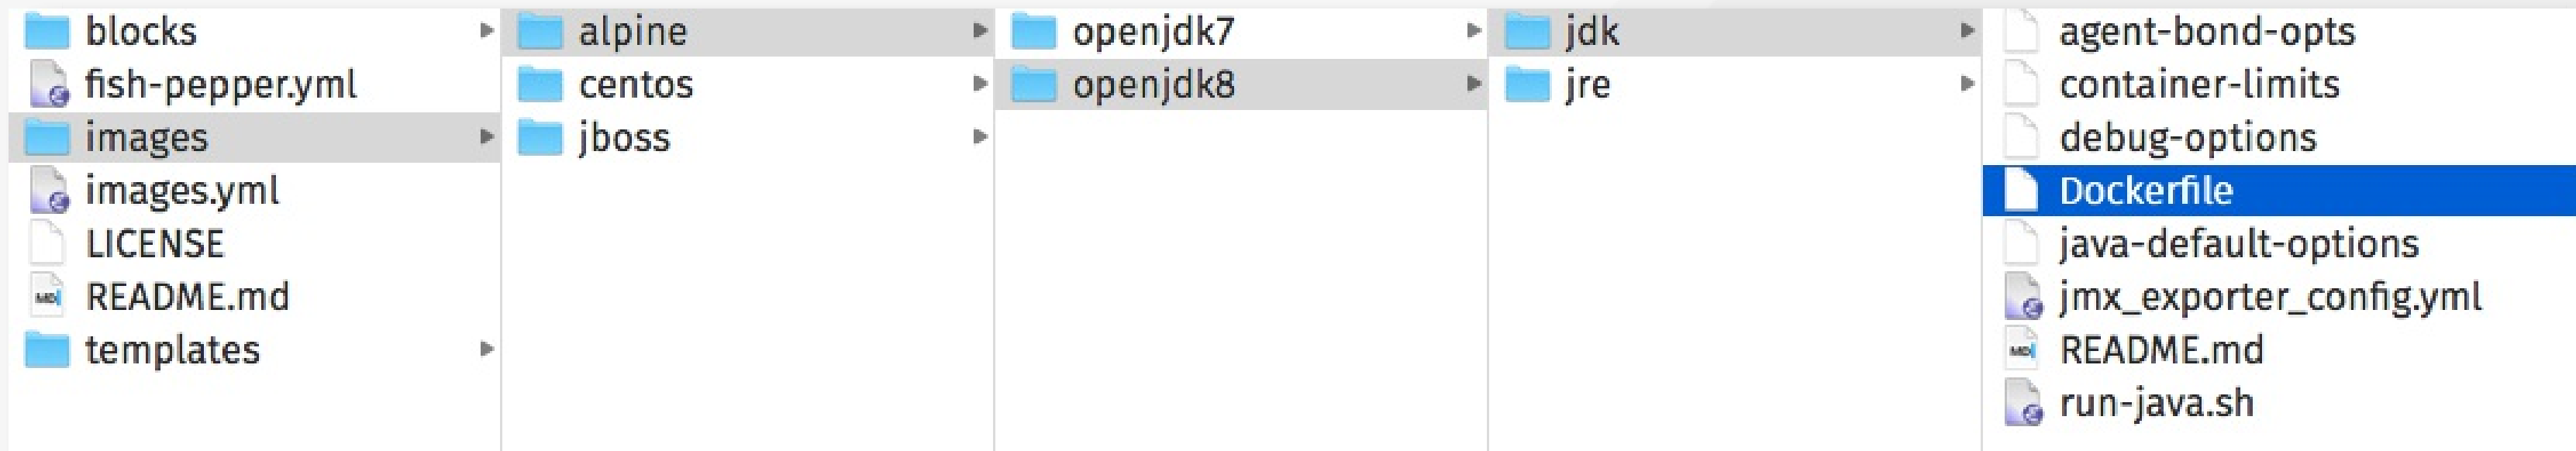 blocks
fish-pepper.yml
images
images.yml
LICENSE
README.md
templates
alpine
centos
jboss
openjdk7
openjdk8
jdk
jre
agent-bond-opts
container-limits
debug-options
Dockerfile
java-default-options
jmx_exporter_config.yml
README.md
run-java.sh